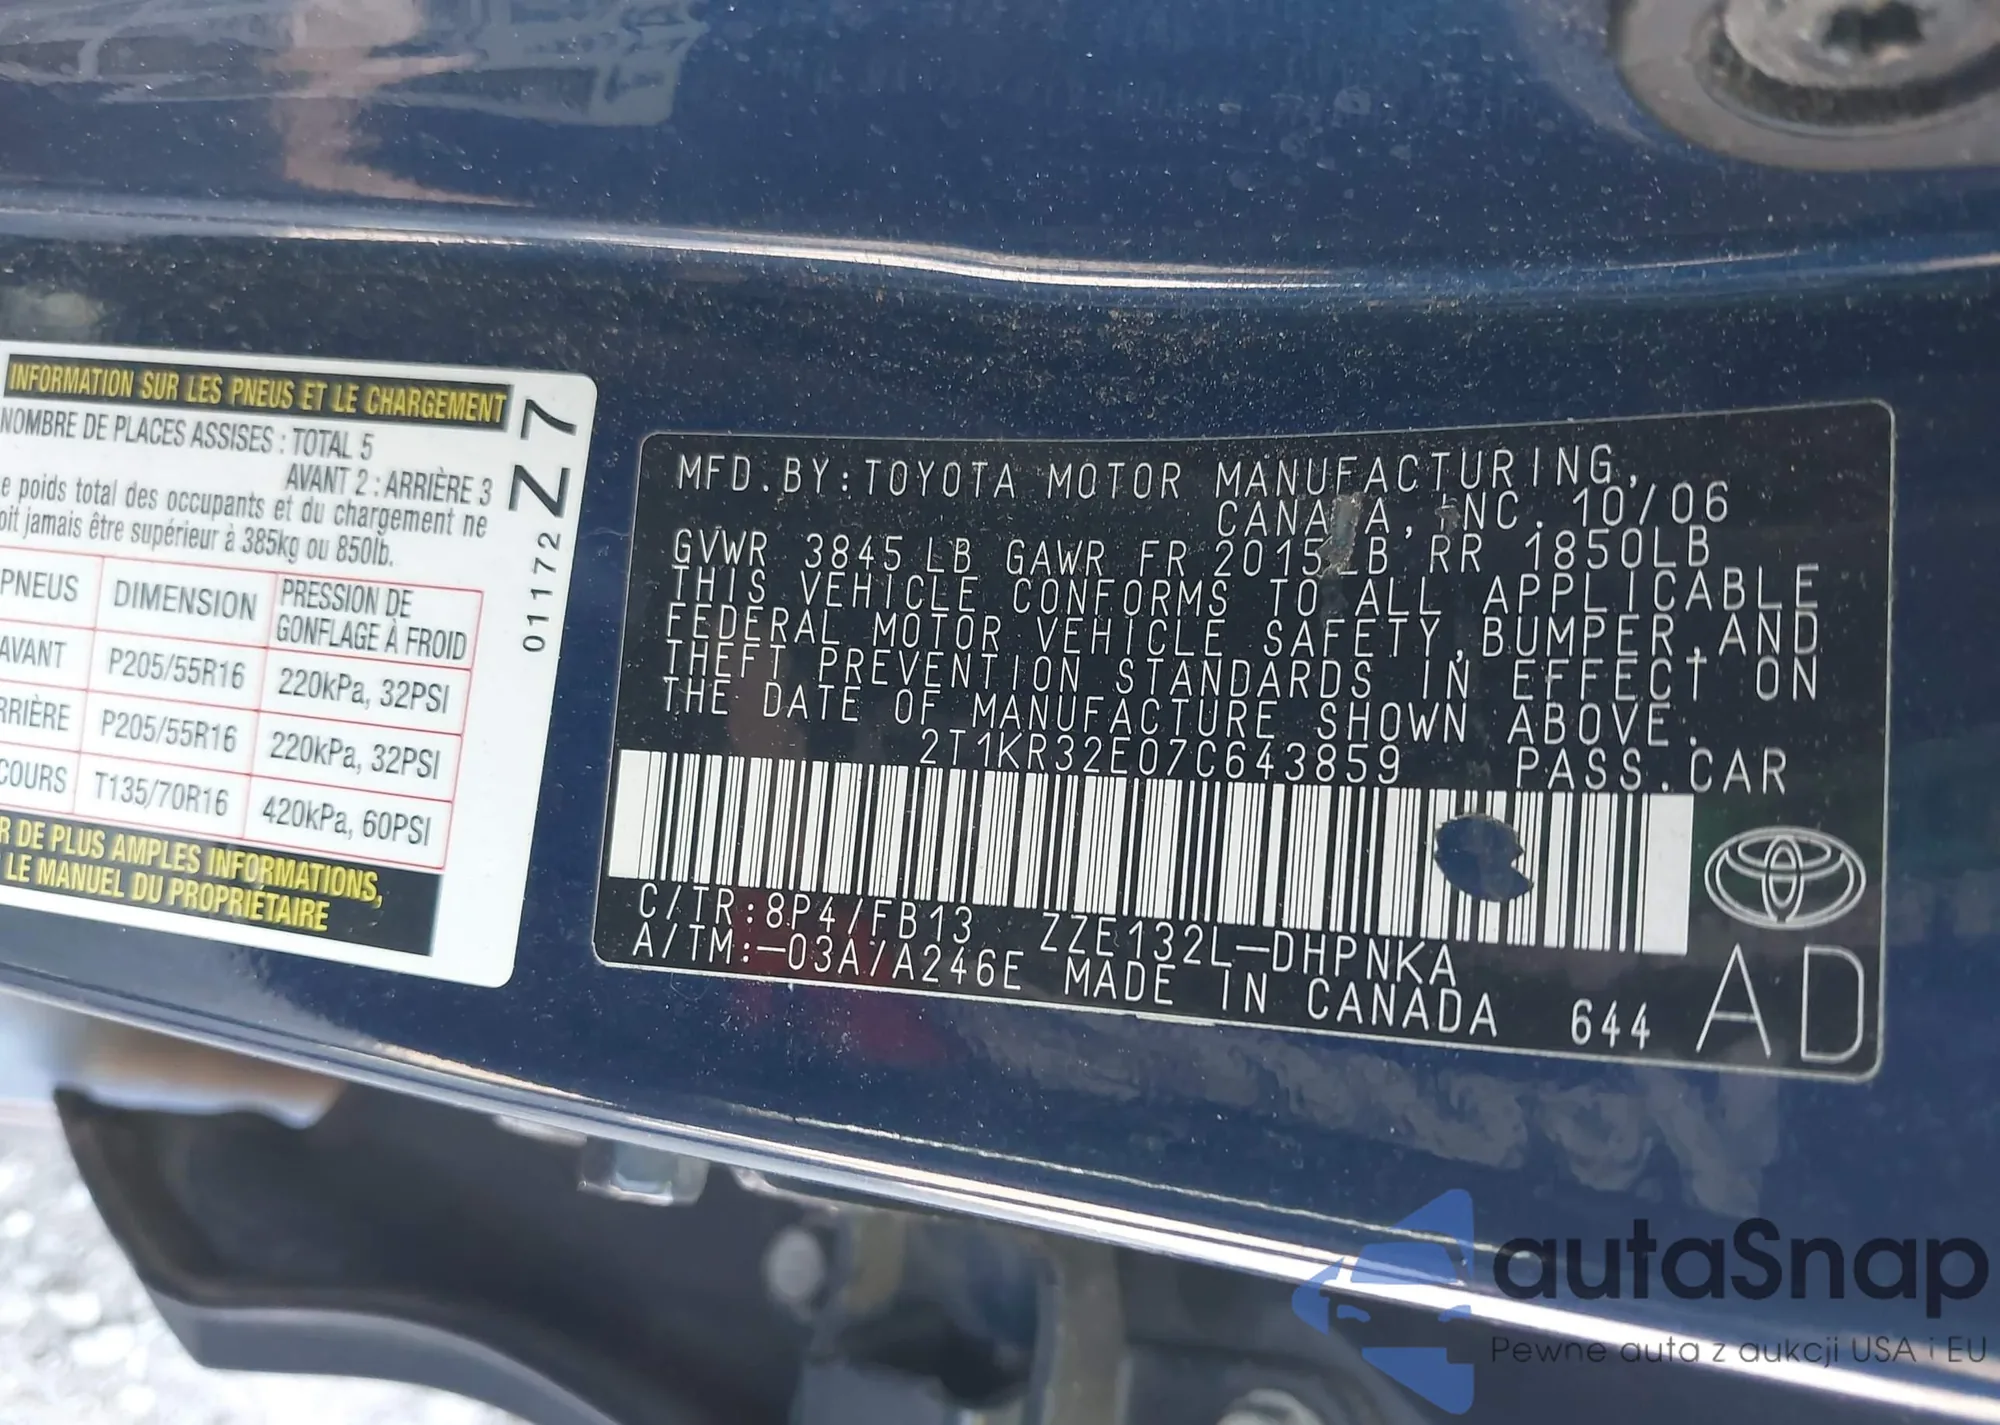 INFORMATION SUR LES PNEUS ET LE CHARGEMENT
NOMBRE DE PLACES ASSISES : TOTAL 5
AVANT 2 : ARRIÈRE 3
e poids total des occupants et du chargement ne
oit jamais être supérieur à 385kg ou 850lb.
PNEUS DIMENSION PRESSION DE GONFLAGE À FROID
AVANT P205/55R16 220kPa, 32PSI
RRIÈRE P205/55R16 220kPa, 32PSI
COURS T135/70R16 420kPa, 60PSI
R DE PLUS AMPLES INFORMATIONS,
LE MANUEL DU PROPRIÉTAIRE
01172 Z 7
MFD.BY:TOYOTA MOTOR MANUFACTURING,
CANADA, INC. 10/06
GVWR 3845 LB GAWR FR 2015LB RR 1850LB
THIS VEHICLE CONFORMS TO ALL APPLICABLE
FEDERAL MOTOR VEHICLE SAFETY,BUMPER,AND
THEFT PREVENTION STANDARDS IN EFFECT ON
THE DATE OF MANUFACTURE SHOWN ABOVE.
2T1KR32E07C643859 PASS.CAR
C/TR:8P4/FB13 ZZE132L-DHPNKA
A/TM:-03A/A246E MADE IN CANADA 644
AD
autaSnap
Pewne auta z aukcji USA i EU